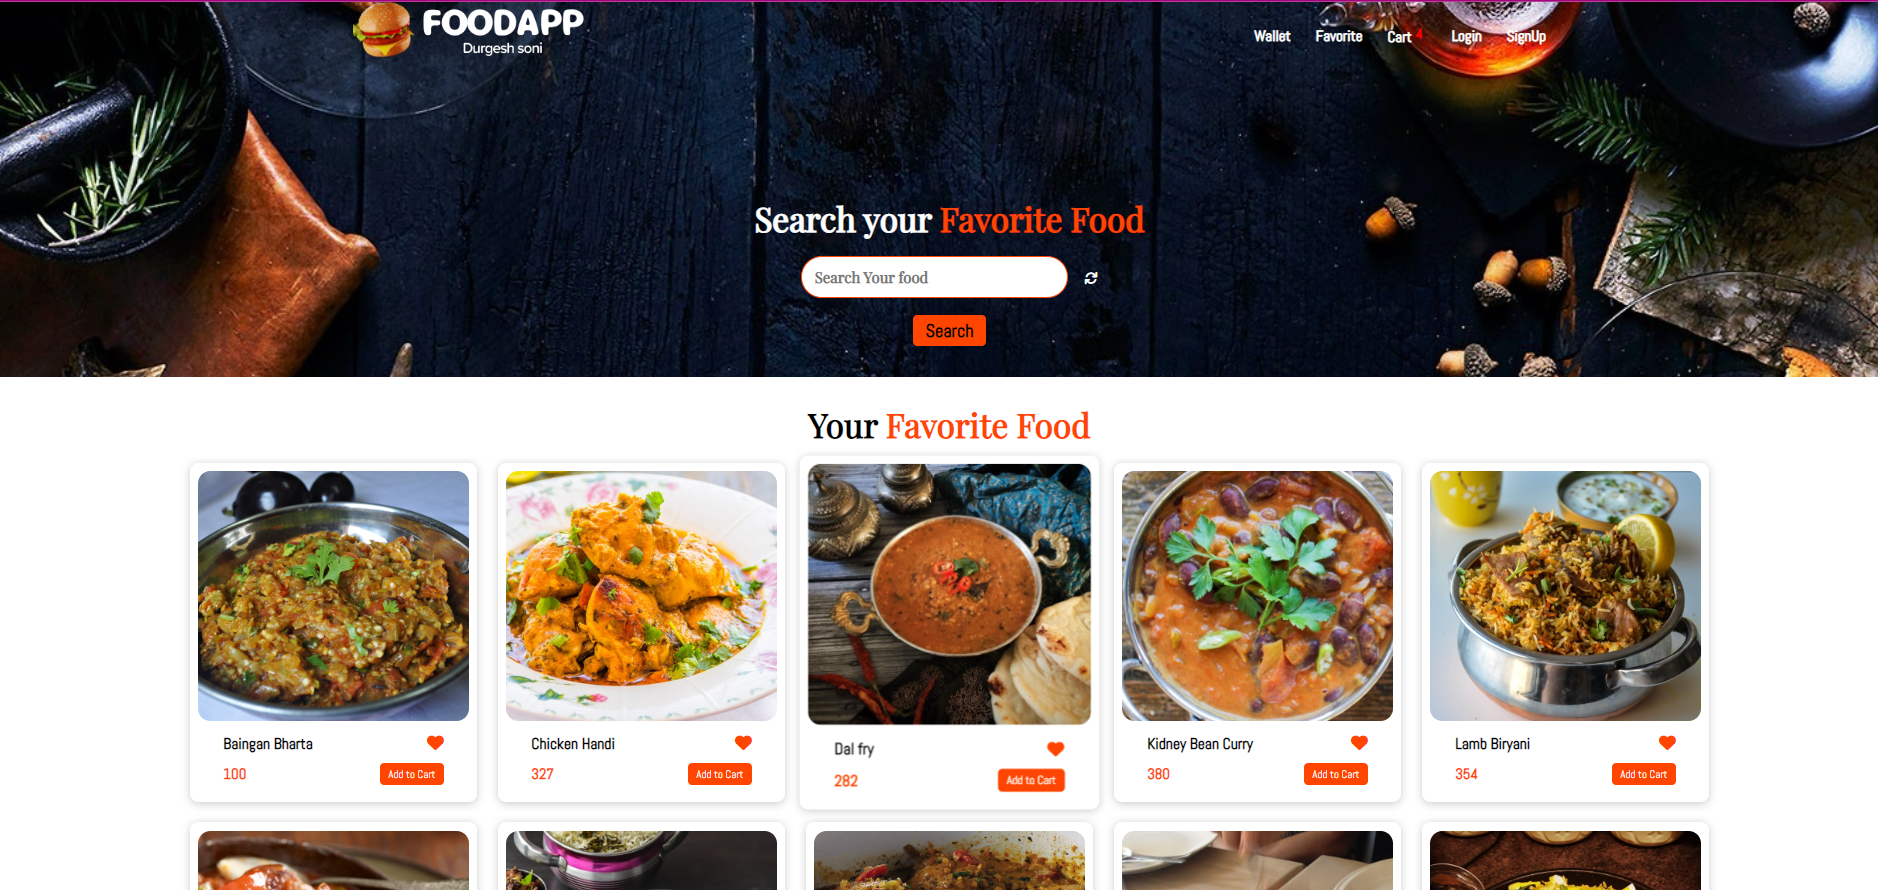 FOODAPP
Durgesh soni
Wallet Favorite Cart 4 Login SignUp
Search your Favorite Food
Search Your food
Search
Your Favorite Food
Baingan Bharta
100 Add to Cart
Chicken Handi
327 Add to Cart
Dal fry
282 Add to Cart
Kidney Bean Curry
380 Add to Cart
Lamb Biryani
354 Add to Cart